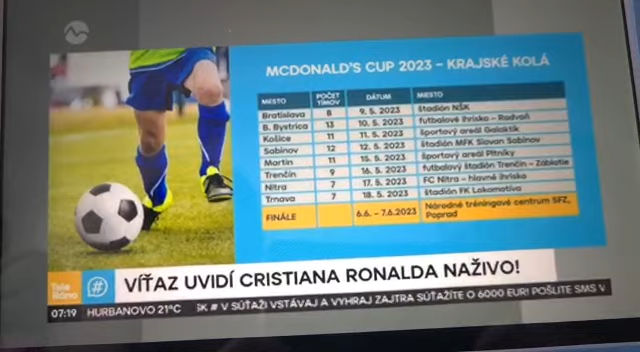 MCDONALD'S CUP 2023 – KRAJSKÉ KOLÁ
MESTO POČET TÍMOV DÁTUM MIESTO
Bratislava 8 9. 5. 2023 štadión NŠK
B. Bystrica 13 10. 5. 2023 futbalové ihrisko – Radvaň
Košice 11 11. 5. 2023 športový areál Galaktik
Sabinov 12 12. 5. 2023 štadión MFK Slovan Sabinov
Martin 11 15. 5. 2023 športový areál Pltníky
Trenčín 9 16. 5. 2023 futbalový štadión Trenčín – Záblatie
Nitra 7 17. 5. 2023 FC Nitra – hlavné ihrisko
Trnava 7 18. 5. 2023 štadión FK Lokomotíva
FINÁLE 6.6. – 7.6.2023 Národné tréningové centrum SFZ, Poprad
Tele Ráno
# VÍŤAZ UVIDÍ CRISTIANA RONALDA NAŽIVO!
07:19 HURBANOVO 21°C SK # V SÚŤAŽI VSTÁVAJ A VYHRAJ ZAJTRA SÚŤAŽÍTE O 6000 EUR! POŠLITE SMS V